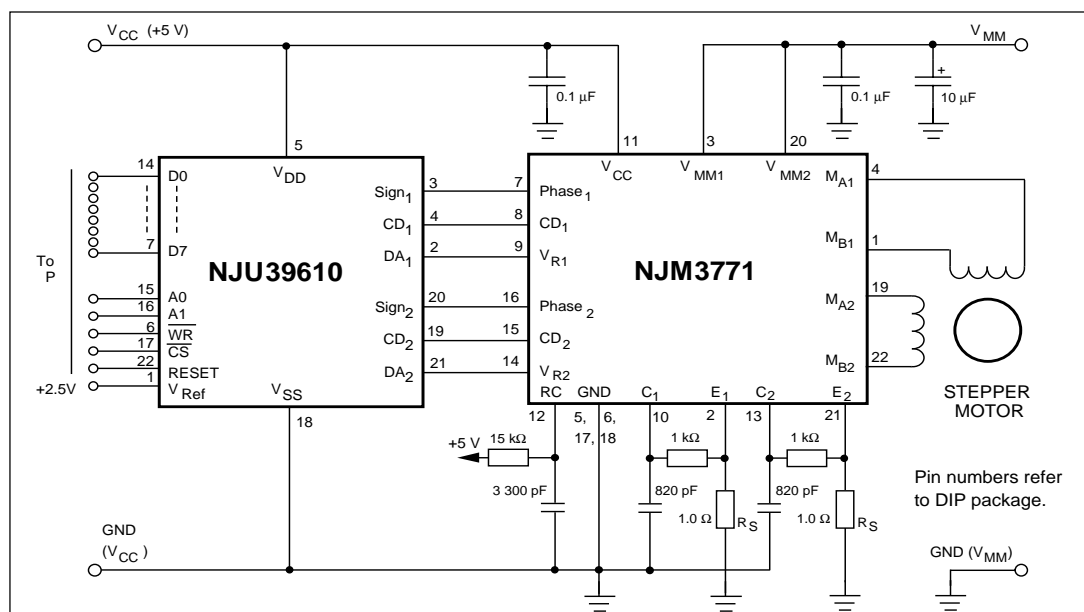 VCC (+5 V)
VMM
0.1 µF
0.1 µF
+
10 µF
5
11
3
20
14
VDD
VCC
VMM1
VMM2
4
D0
Sign1
3
7
Phase1
MA1
CD1
4
8
CD1
MB1
1
7
D7
DA1
2
9
VR1
To
P
NJU39610
NJM3771
19
15
A0
Sign2
20
16
Phase2
MA2
16
A1
6
WR
CD2
19
15
CD2
17
CS
MB2
22
22
RESET
DA2
21
14
VR2
+2.5V
1
VRef
VSS
RC
GND
C1
E1
C2
E2
STEPPER
MOTOR
18
12
5,
6,
17,
18
10
2
13
21
+5 V
15 kΩ
1 kΩ
1 kΩ
Pin numbers refer
to DIP package.
3 300 pF
820 pF
820 pF
1.0 Ω
RS
1.0 Ω
RS
GND
(VCC)
GND (VMM)